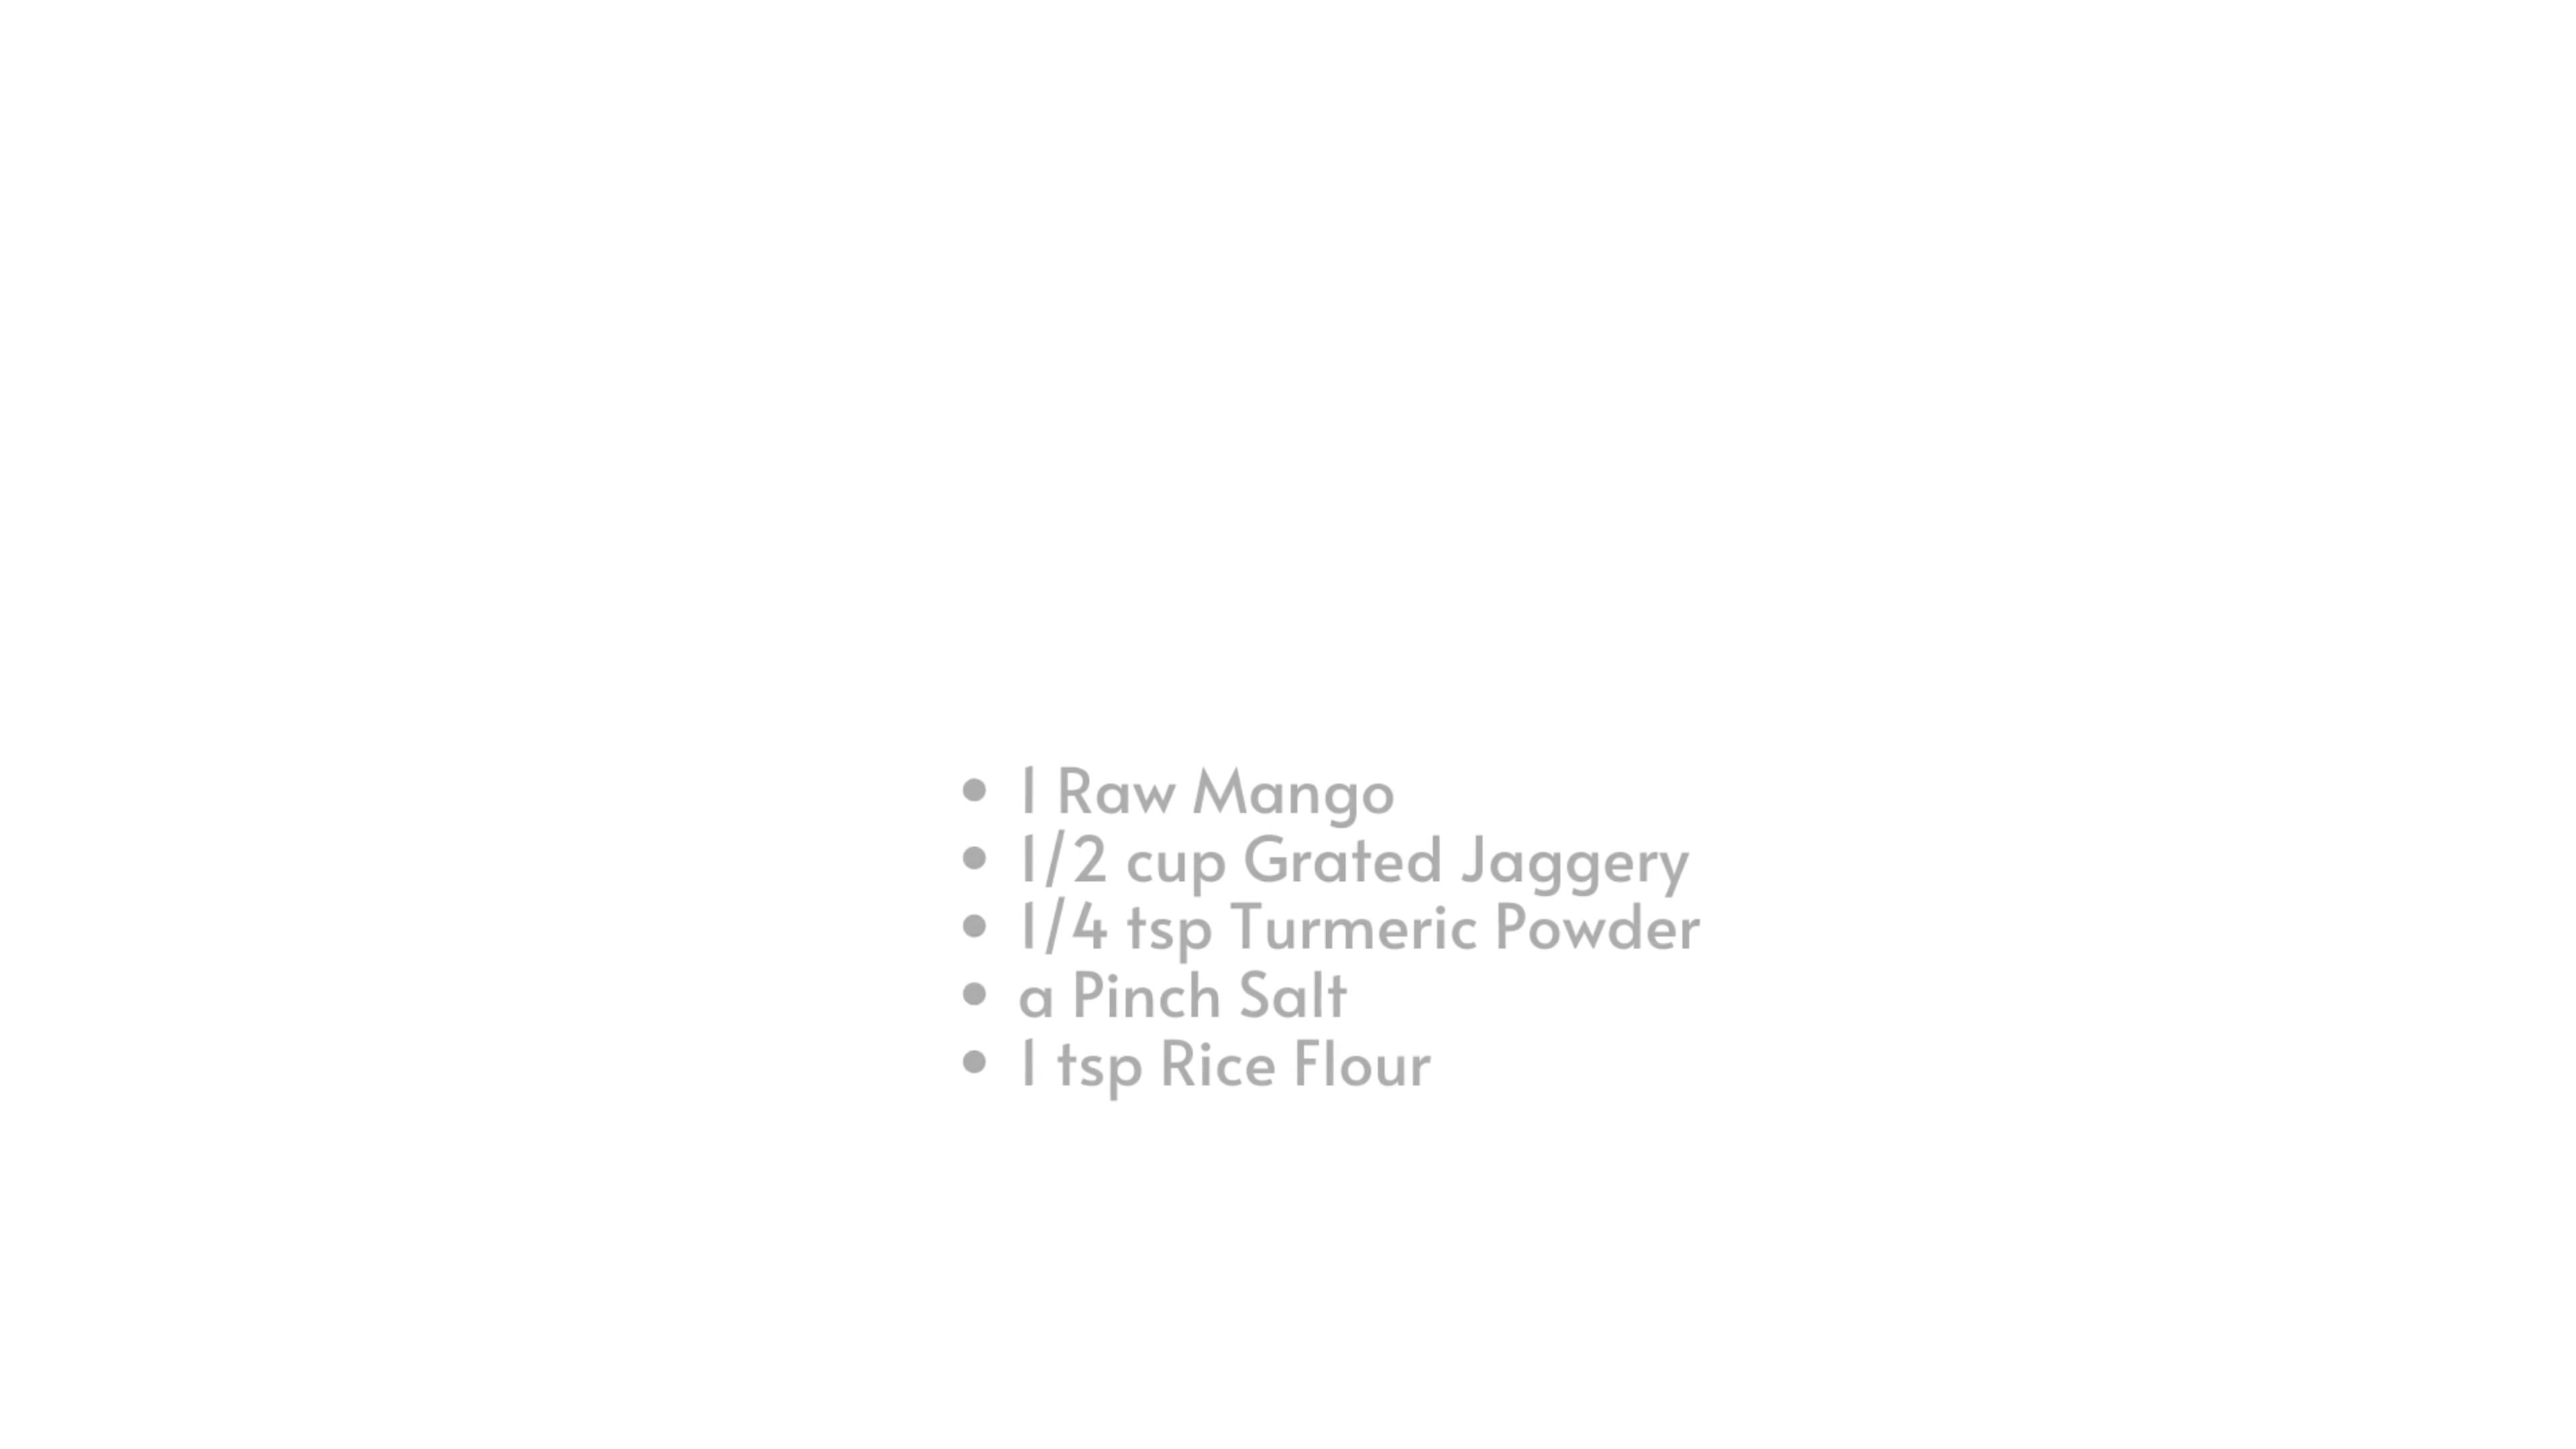 • 1 Raw Mango
• 1/2 cup Grated Jaggery
• 1/4 tsp Turmeric Powder
• a Pinch Salt
• 1 tsp Rice Flour